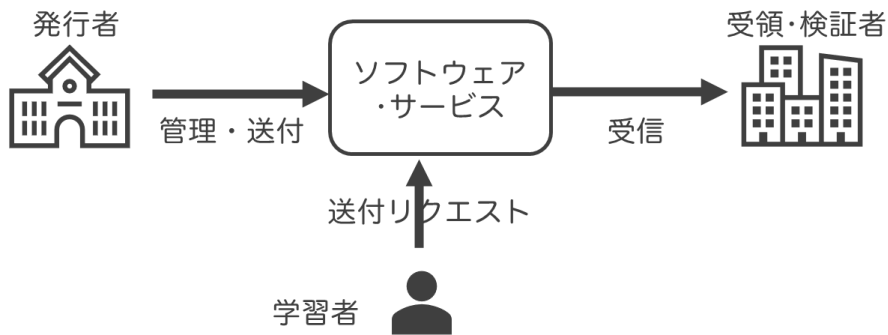 発行者
受領・検証者
ソフトウェア
・サービス
管理・送付
受信
送付リクエスト
学習者